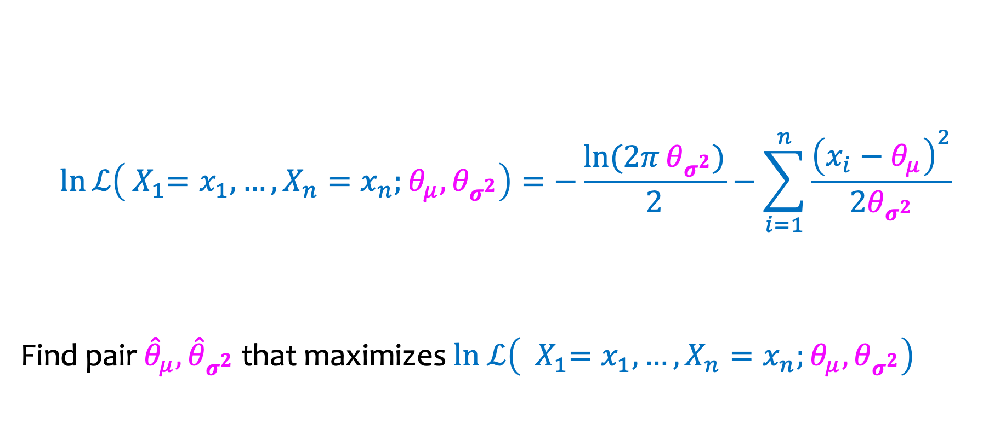 ln ℒ( X₁= x₁, … , Xₙ = xₙ; θ_μ, θ_σ²) = − ln(2π θ_σ²)/2 − ∑ⁿᵢ₌₁ (xᵢ − θ_μ)²/2θ_σ²
Find pair θ̂_μ, θ̂_σ² that maximizes ln ℒ( X₁= x₁, … , Xₙ = xₙ; θ_μ, θ_σ²)